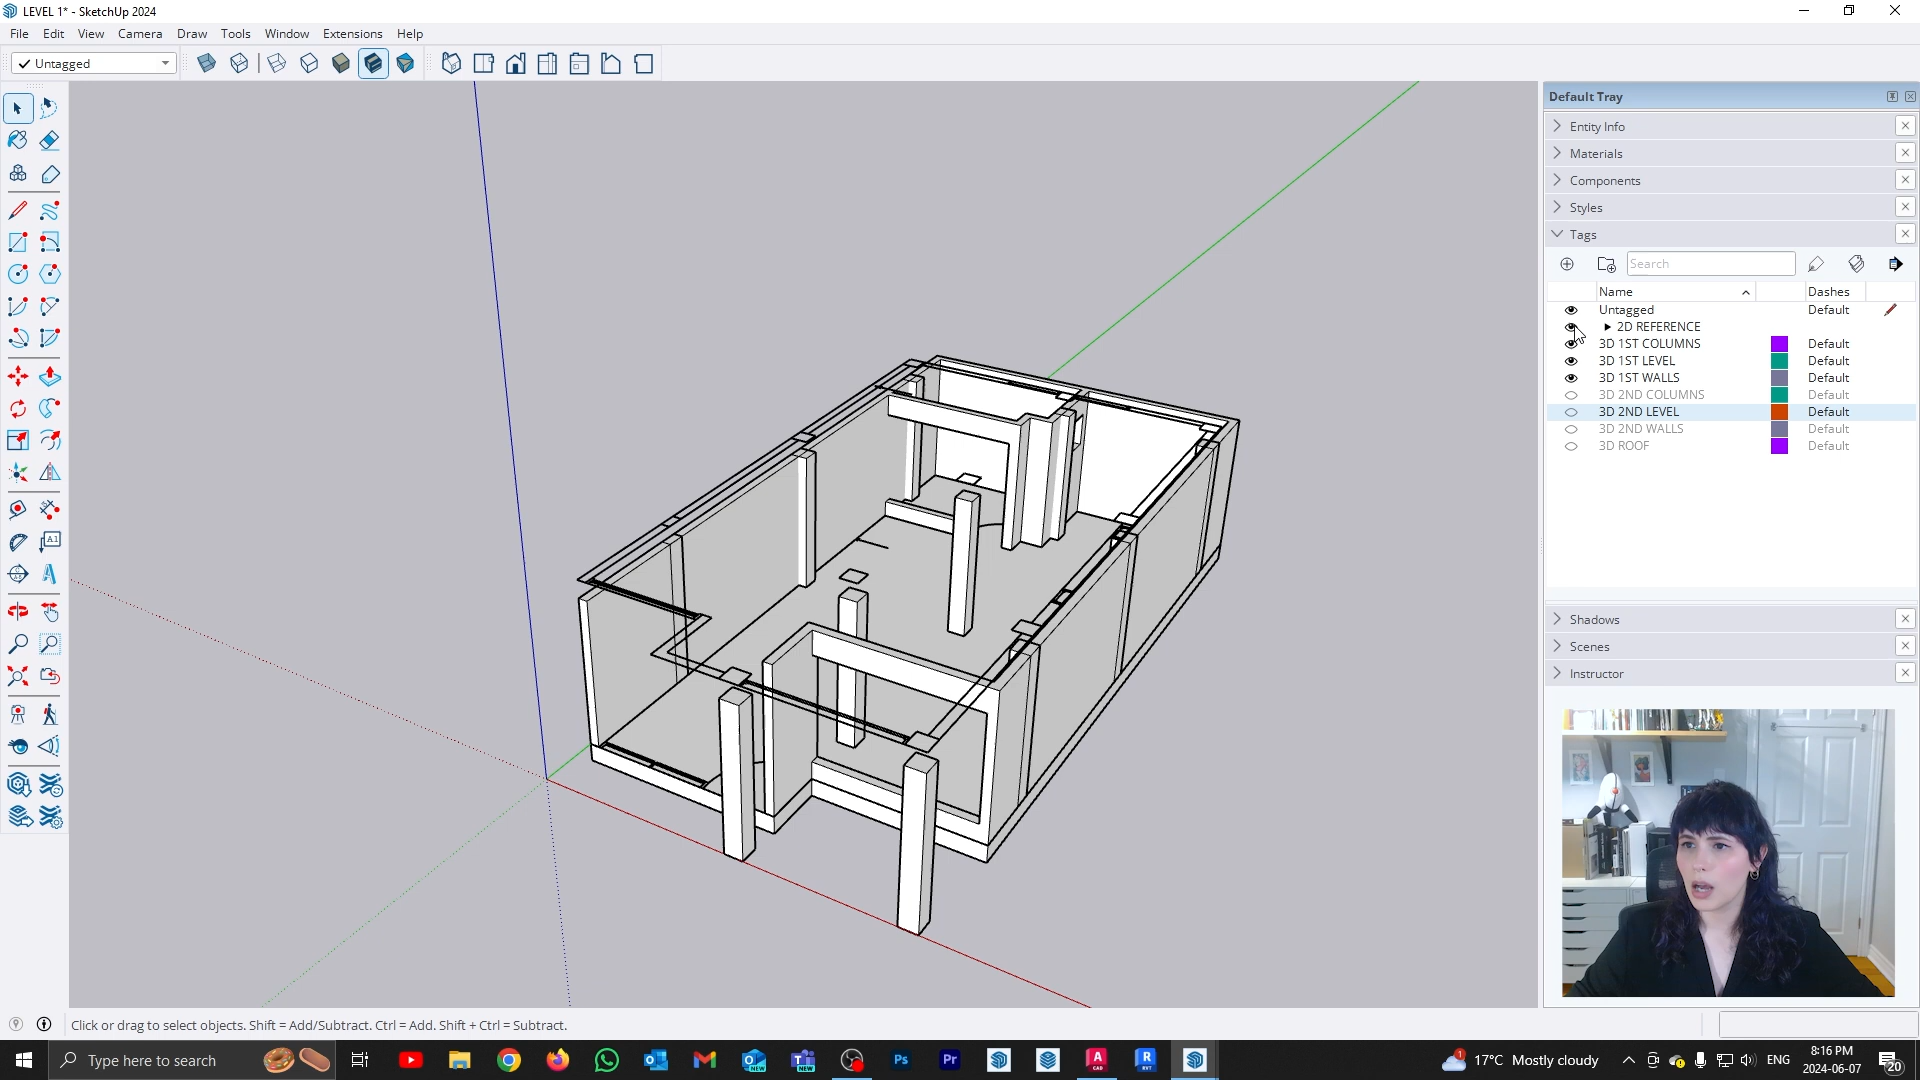 LEVEL 1* - SketchUp 2024
File Edit View Camera Draw Tools Window Extensions Help
Untagged
Default Tray
Entity Info
Materials
Components
Styles
Tags
Search
Name Dashes
Untagged Default
2D REFERENCE
3D 1ST COLUMNS Default
3D 1ST LEVEL Default
3D 1ST WALLS Default
3D 2ND COLUMNS Default
3D 2ND LEVEL Default
3D 2ND WALLS Default
3D ROOF Default
Shadows
Scenes
Instructor
Click or drag to select objects. Shift = Add/Subtract. Ctrl = Add. Shift + Ctrl = Subtract.
Type here to search
17°C Mostly cloudy
ENG
8:16 PM
2024-06-07
20